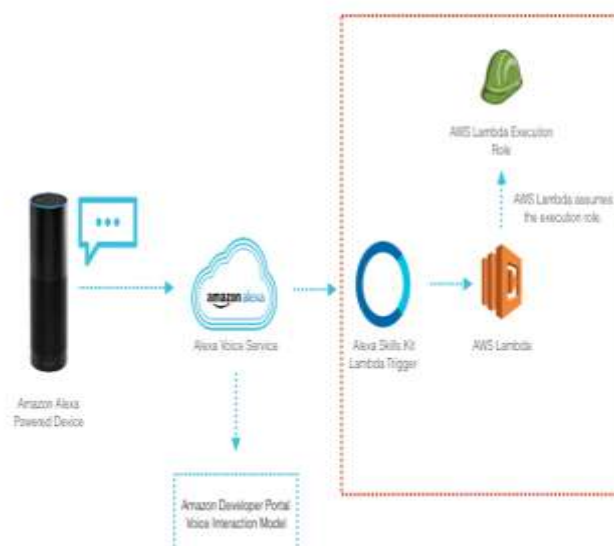 AWS Lambda Execution
Role
AWS Lambda assumes
the execution role.
amazon alexa
Alexa Voice Service
Alexa Skills Kit
Lambda Trigger
AWS Lambda
Amazon Alexa
Powered Device
Amazon Developer Portal
Voice Interaction Model